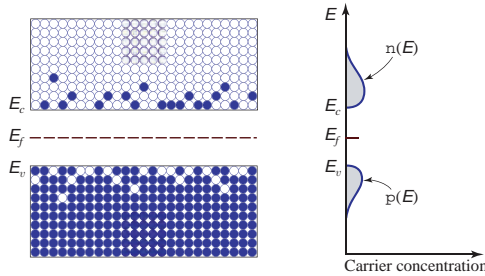 E
n(E)
E_c
E_c
E_f
E_f
E_v
E_v
p(E)
Carrier concentration